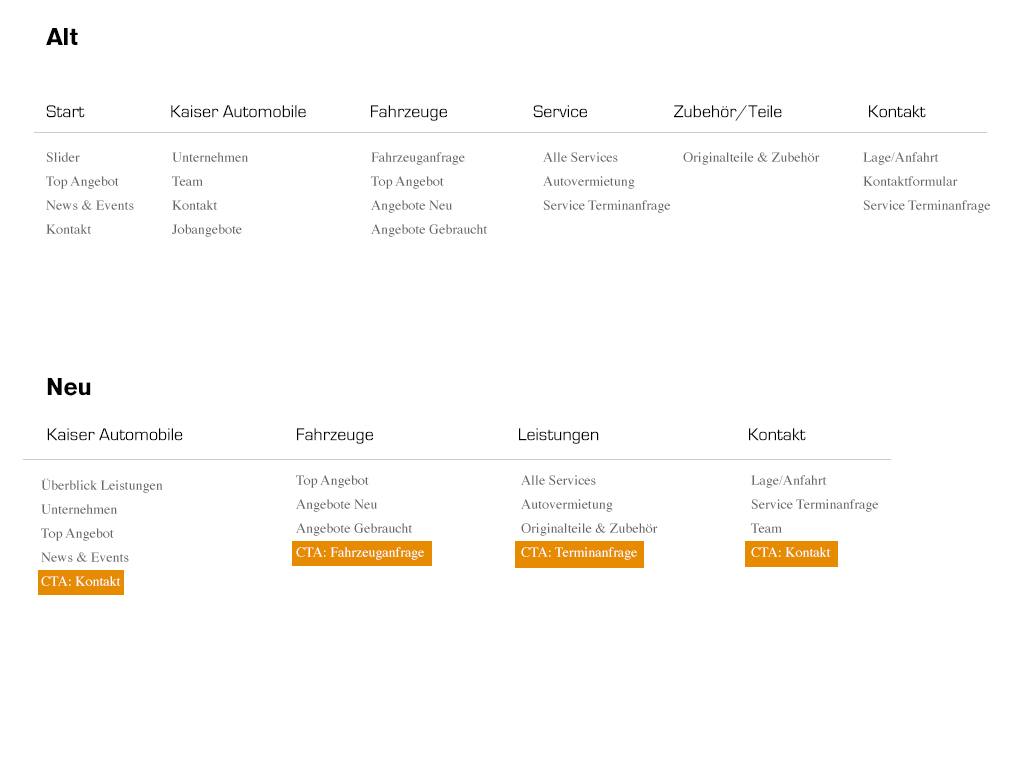 Alt
Start Kaiser Automobile Fahrzeuge Service Zubehör/Teile Kontakt
Slider Unternehmen Fahrzeuganfrage Alle Services Originalteile & Zubehör Lage/Anfahrt
Top Angebot Team Top Angebot Autovermietung Kontaktformular
News & Events Kontakt Angebote Neu Service Terminanfrage Service Terminanfrage
Kontakt Jobangebote Angebote Gebraucht
Neu
Kaiser Automobile Fahrzeuge Leistungen Kontakt
Überblick Leistungen Top Angebot Alle Services Lage/Anfahrt
Unternehmen Angebote Neu Autovermietung Service Terminanfrage
Top Angebot Angebote Gebraucht Originalteile & Zubehör Team
News & Events CTA: Fahrzeuganfrage CTA: Terminanfrage CTA: Kontakt
CTA: Kontakt